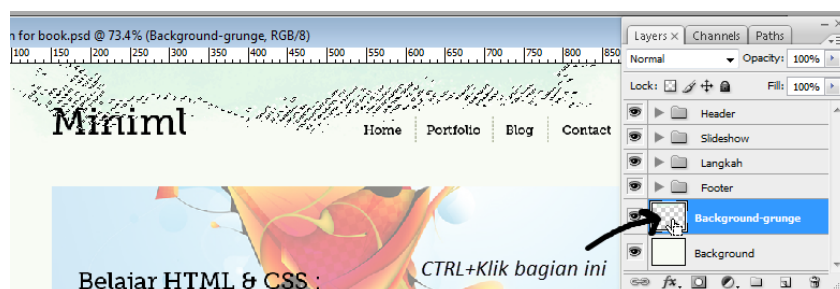 n for book.psd @ 73.4% (Background-grunge, RGB/8)
100 150 200 250 300 350 400 450 500 550 600 650 700 750 800 850
Miniml
Home Portfolio Blog Contact
Belajar HTML & CSS :
CTRL+Klik bagian ini
Layers × Channels Paths
Normal Opacity: 100%
Lock: Fill: 100%
Header
Slideshow
Langkah
Footer
Background-grunge
Background
fx.